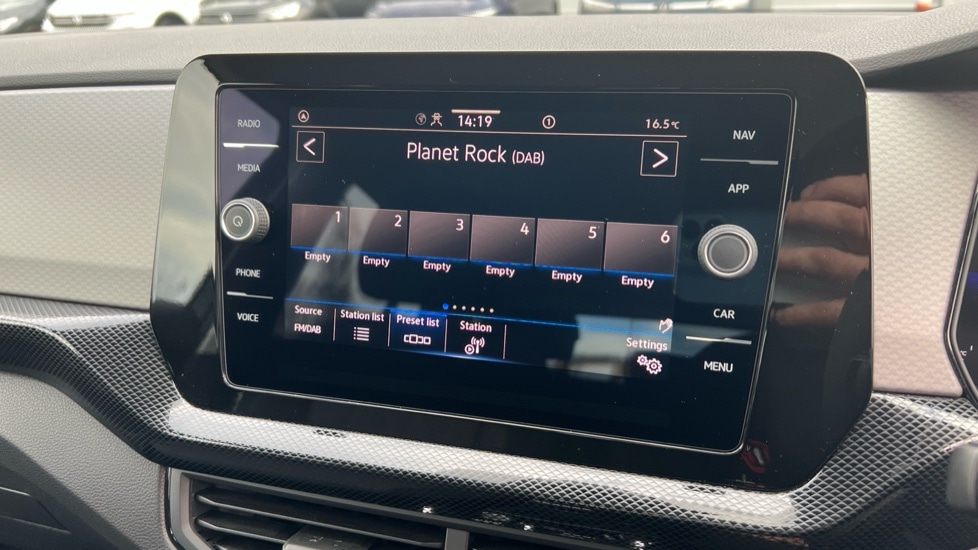 RADIO
MEDIA
PHONE
VOICE
14:19
1
16.5°C
< Planet Rock (DAB) >
1 2 3 4 5 6
Empty Empty Empty Empty Empty Empty
Source Station list Preset list Station Settings
FM/DAB
NAV
APP
CAR
MENU